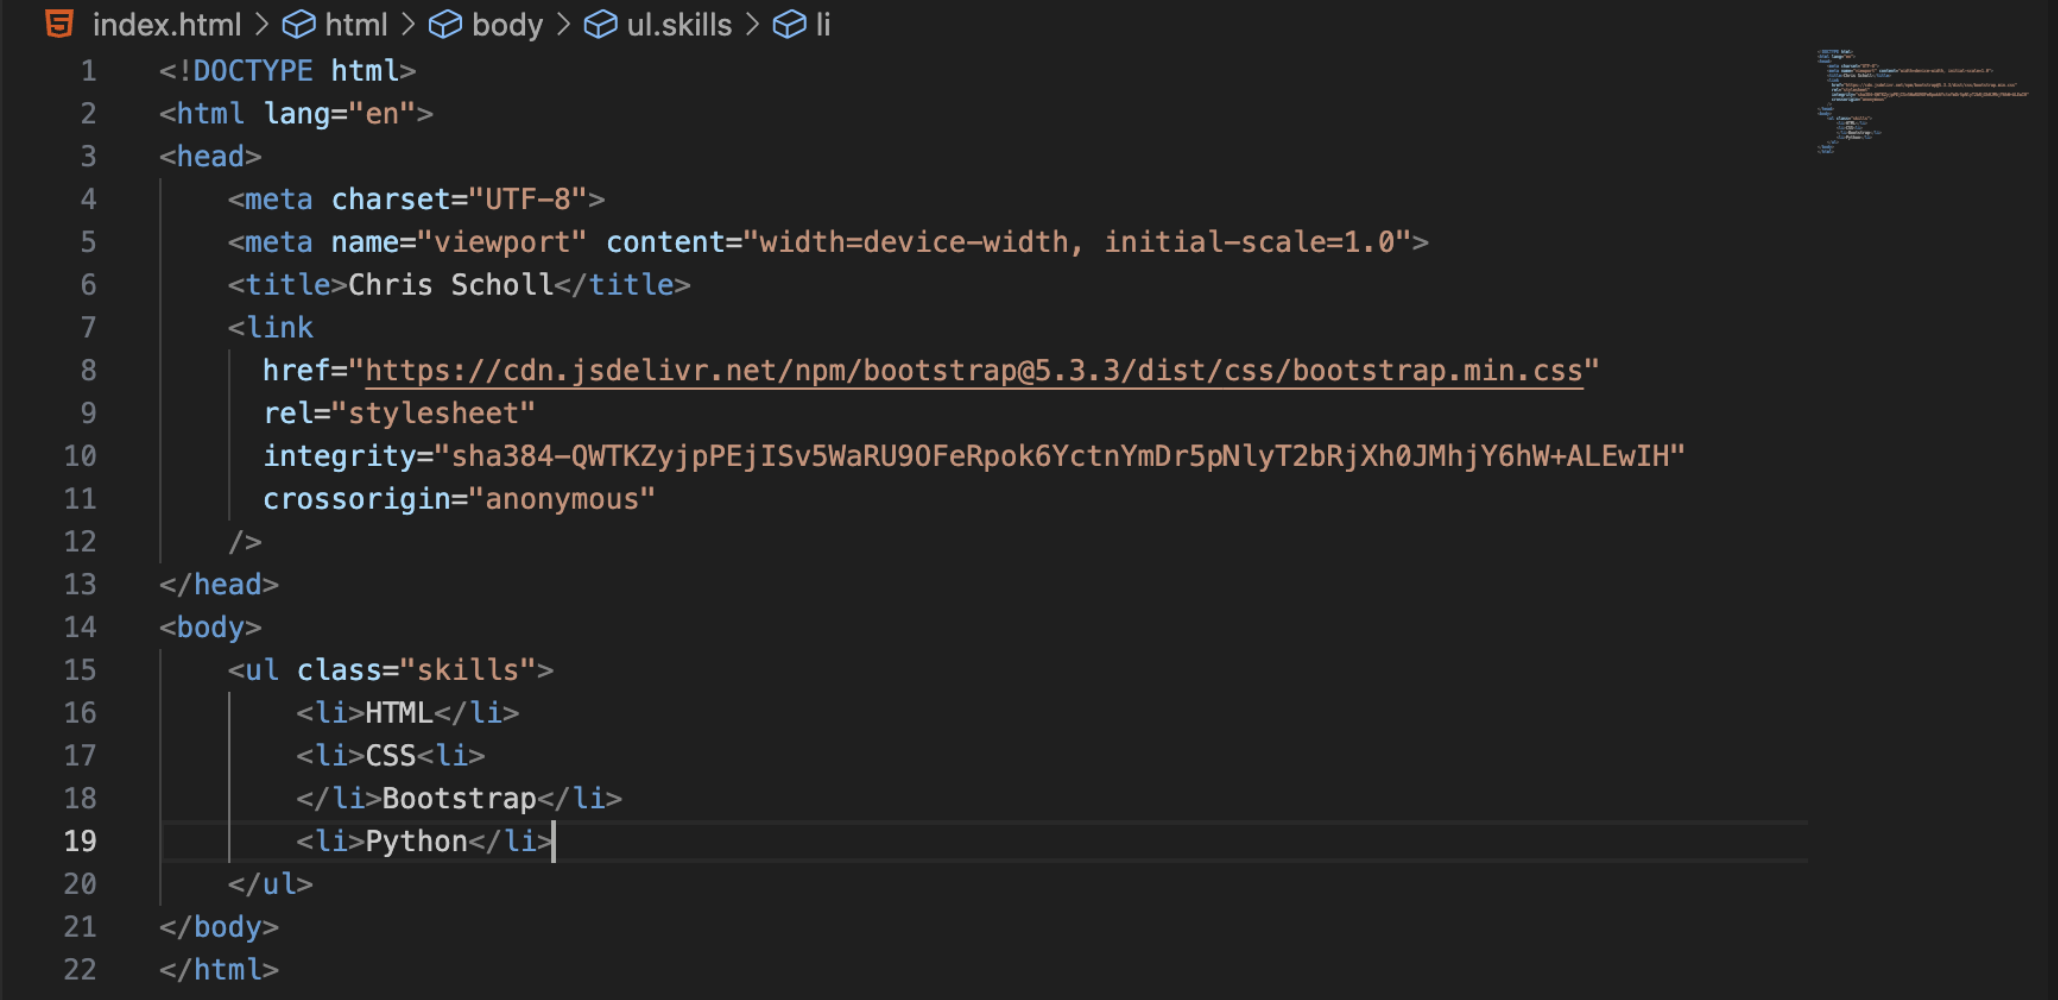 index.html > html > body > ul.skills > li
1 <!DOCTYPE html>
2 <html lang="en">
3 <head>
4 <meta charset="UTF-8">
5 <meta name="viewport" content="width=device-width, initial-scale=1.0">
6 <title>Chris Scholl</title>
7 <link
8 href="https://cdn.jsdelivr.net/npm/bootstrap@5.3.3/dist/css/bootstrap.min.css"
9 rel="stylesheet"
10 integrity="sha384-QWTKZyjpPEjISv5WaRU9OFeRpok6YctnYmDr5pNlyT2bRjXh0JMhjY6hW+ALEwIH"
11 crossorigin="anonymous"
12 />
13 </head>
14 <body>
15 <ul class="skills">
16 <li>HTML</li>
17 <li>CSS<li>
18 </li>Bootstrap</li>
19 <li>Python</li>
20 </ul>
21 </body>
22 </html>